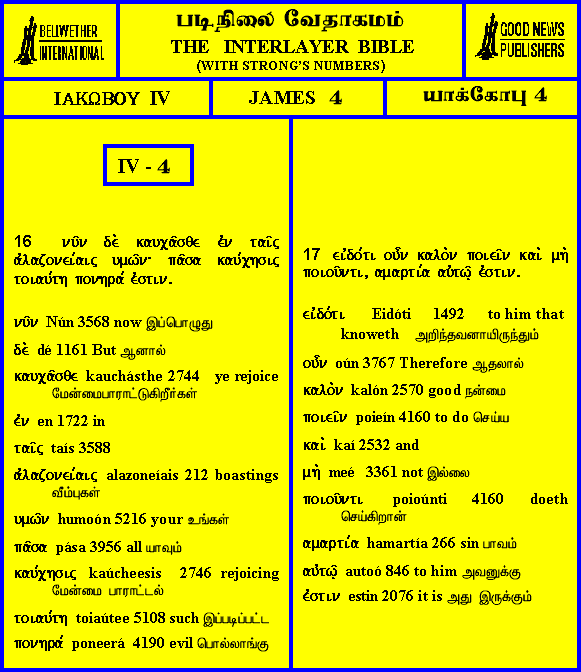 BELLWETHER
INTERNATIONAL
படிநிலை வேதாகமம்
THE INTERLAYER BIBLE
(WITH STRONG'S NUMBERS)
GOOD NEWS
PUBLISHERS
ΙΑΚΩΒΟΥ IV
JAMES 4
யாக்கோபு 4
IV - 4
16 νῦν δὲ καυχᾶσθε ἐν ταῖς
ἀλαζονείαις υμῶν· πᾶσα καύχησις
τοιαύτη πονηρά ἐστιν.
νῦν Nún 3568 now இப்பொழுது
δὲ dé 1161 But ஆனால்
καυχᾶσθε kauchásthe 2744 ye rejoice
மேன்மைபாராட்டுகிறீர்கள்
ἐν en 1722 in
ταῖς taís 3588
ἀλαζονείαις alazoneíais 212 boastings
வீம்புகள்
υμῶν humoón 5216 your உங்கள்
πᾶσα pása 3956 all யாவும்
καύχησις kaúcheesis 2746 rejoicing
மேன்மை பாராட்டல்
τοιαύτη toiaútee 5108 such இப்படிப்பட்ட
πονηρά poneerá 4190 evil பொல்லாங்கு
17 εἰδότι οὖν καλὸν ποιεῖν καὶ μὴ
ποιοῦντι, αμαρτία αὐτῷ ἐστιν.
εἰδότι Eidóti 1492 to him that
knoweth அறிந்தவனாயிருந்தும்
οὖν oún 3767 Therefore ஆதலால்
καλὸν kalón 2570 good நன்மை
ποιεῖν poieín 4160 to do செய்ய
καὶ kaí 2532 and
μὴ meé 3361 not இல்லை
ποιοῦντι poioúnti 4160 doeth
செய்கிறான்
αμαρτία hamartía 266 sin பாவம்
αὐτῷ autoó 846 to him அவனுக்கு
ἐστιν estin 2076 it is அது இருக்கும்